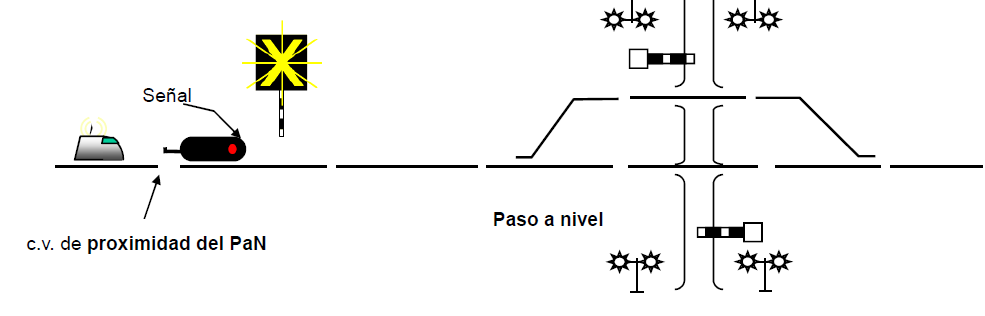 Señal
Paso a nivel
c.v. de proximidad del PaN